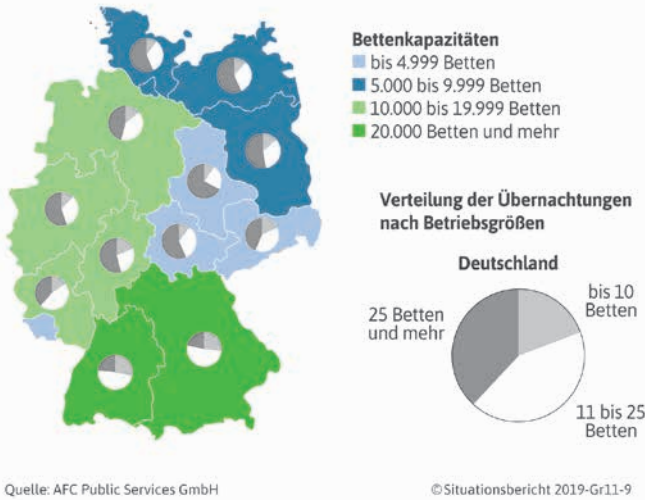 Bettenkapazitäten
bis 4.999 Betten
5.000 bis 9.999 Betten
10.000 bis 19.999 Betten
20.000 Betten und mehr
Verteilung der Übernachtungen
nach Betriebsgrößen
Deutschland
25 Betten
und mehr
bis 10
Betten
11 bis 25
Betten
Quelle: AFC Public Services GmbH
©Situationsbericht 2019-Gr11-9